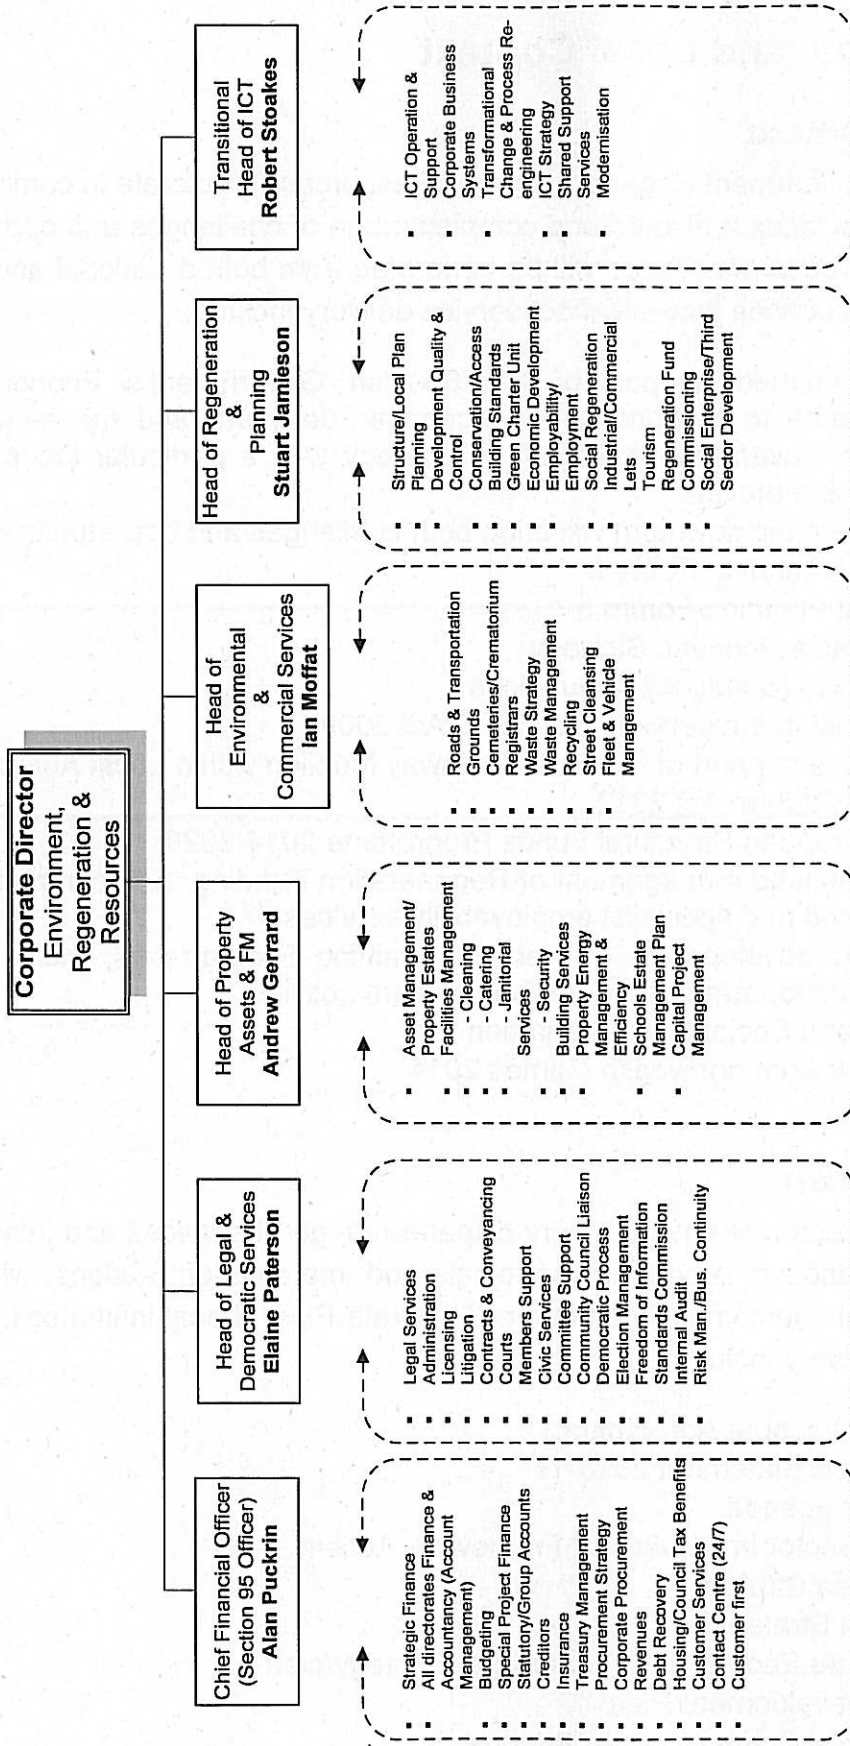 Corporate Director
Environment,
Regeneration &
Resources
Chief Financial Officer
(Section 95 Officer)
Alan Puckrin
▪ Strategic Finance
▪ All directorates Finance &
Accountancy (Account
Management)
▪ Budgeting
▪ Special Project Finance
▪ Statutory/Group Accounts
▪ Creditors
▪ Insurance
▪ Treasury Management
▪ Procurement Strategy
▪ Corporate Procurement
▪ Revenues
▪ Debt Recovery
▪ Housing/Council Tax Benefits
▪ Customer Services
▪ Contact Centre (24/7)
▪ Customer first
Head of Legal &
Democratic Services
Elaine Paterson
▪ Legal Services
▪ Administration
▪ Licensing
▪ Litigation
▪ Contracts & Conveyancing
▪ Courts
▪ Members Support
▪ Civic Services
▪ Committee Support
▪ Community Council Liaison
▪ Democratic Process
▪ Election Management
▪ Freedom of Information
▪ Standards Commission
▪ Internal Audit
▪ Risk Man./Bus. Continuity
Head of Property
Assets & FM
Andrew Gerrard
▪ Asset Management/
Property Estates
▪ Facilities Management
▪ - Cleaning
▪ - Catering
▪ - Janitorial
Services
▪ - Security
▪ Building Services
▪ Property Energy
Management &
Efficiency
▪ Schools Estate
Management Plan
▪ Capital Project
Management
Head of
Environmental
&
Commercial Services
Ian Moffat
▪ Roads & Transportation
▪ Grounds
▪ Cemeteries/Crematorium
▪ Registrars
▪ Waste Strategy
▪ Waste Management
▪ Recycling
▪ Street Cleansing
▪ Fleet & Vehicle
Management
Head of Regeneration
&
Planning
Stuart Jamieson
▪ Structure/Local Plan
Planning
▪ Development Quality &
Control
▪ Conservation/Access
▪ Building Standards
▪ Green Charter Unit
▪ Economic Development
▪ Employability/
Employment
▪ Social Regeneration
▪ Industrial/Commercial
Lets
▪ Tourism
▪ Regeneration Fund
Commissioning
▪ Social Enterprise/Third
Sector Development
Transitional
Head of ICT
Robert Stoakes
▪ ICT Operation &
Support
▪ Corporate Business
Systems
▪ Transformational
Change & Process Re-
engineering
▪ ICT Strategy
▪ Shared Support
Services
▪ Modernisation